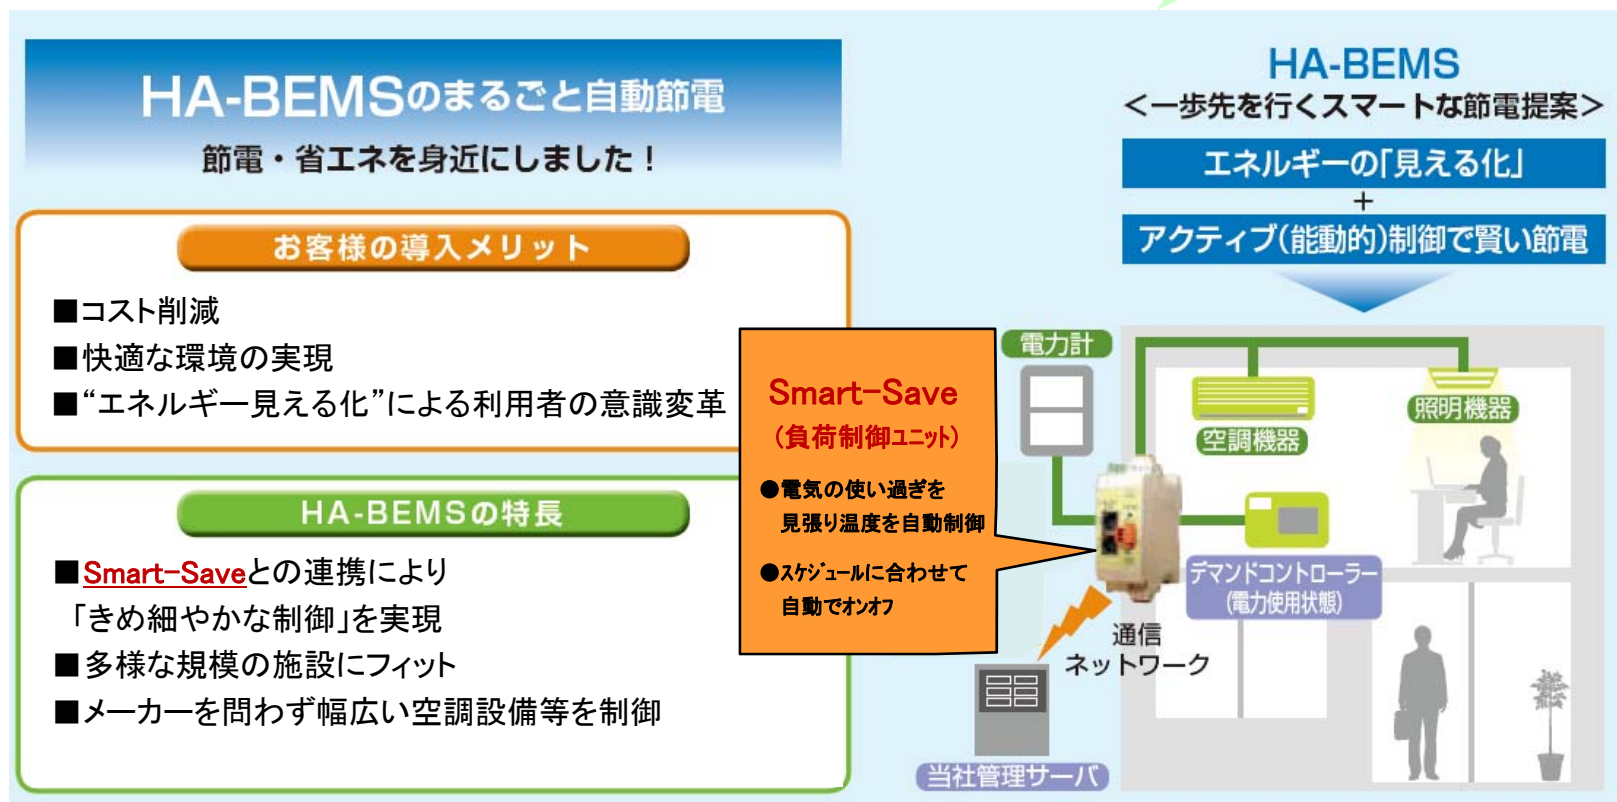 HA-BEMSのまるごと自動節電
節電・省エネを身近にしました！
お客様の導入メリット
■コスト削減
■快適な環境の実現
■“エネルギー見える化”による利用者の意識変革
HA-BEMSの特長
■Smart-Saveとの連携により
「きめ細やかな制御」を実現
■多様な規模の施設にフィット
■メーカーを問わず幅広い空調設備等を制御
Smart-Save
（負荷制御ﾕﾆｯﾄ）
●電気の使い過ぎを
見張り温度を自動制御
●ｽｹｼﾞｭｰﾙに合わせて
自動でｵﾝｵﾌ
HA-BEMS
＜一歩先を行くスマートな節電提案＞
エネルギーの「見える化」
＋
アクティブ(能動的)制御で賢い節電
電力計
空調機器
照明機器
デマンドコントローラー
(電力使用状態)
通信
ネットワーク
当社管理サーバ